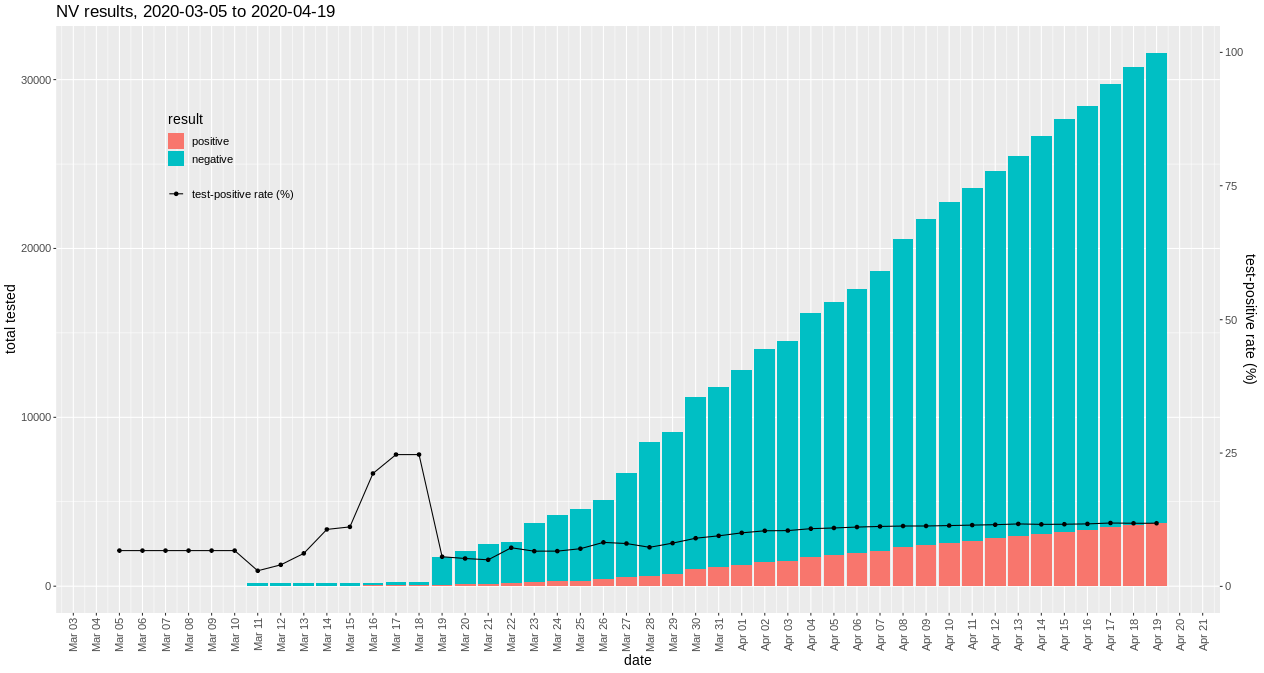 NV results, 2020-03-05 to 2020-04-19
total tested
30000
20000
10000
0
result
positive
negative
test-positive rate (%)
100
75
50
25
0
test-positive rate (%)
Mar 03
Mar 04
Mar 05
Mar 06
Mar 07
Mar 08
Mar 09
Mar 10
Mar 11
Mar 12
Mar 13
Mar 14
Mar 15
Mar 16
Mar 17
Mar 18
Mar 19
Mar 20
Mar 21
Mar 22
Mar 23
Mar 24
Mar 25
Mar 26
Mar 27
Mar 28
Mar 29
Mar 30
Mar 31
Apr 01
Apr 02
Apr 03
Apr 04
Apr 05
Apr 06
Apr 07
Apr 08
Apr 09
Apr 10
Apr 11
Apr 12
Apr 13
Apr 14
Apr 15
Apr 16
Apr 17
Apr 18
Apr 19
Apr 20
Apr 21
date